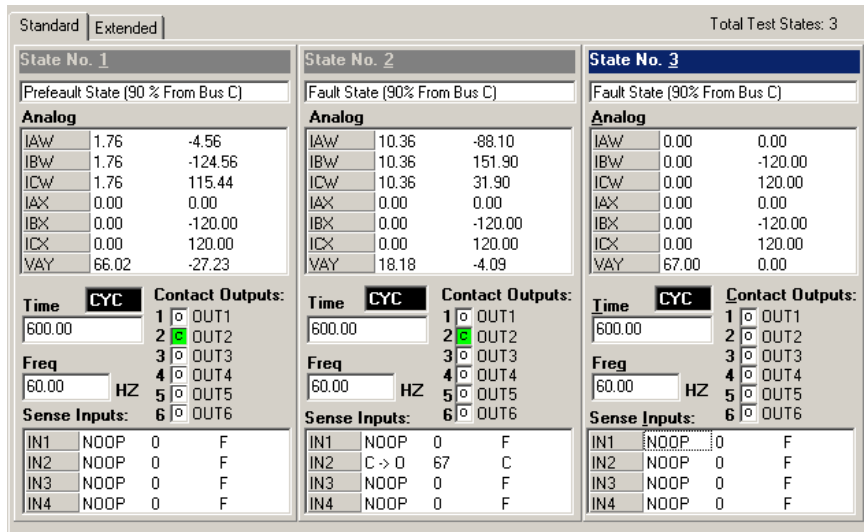 Standard Extended Total Test States: 3
State No. 1
Prefeault State (90 % From Bus C)
Analog
IAW 1.76 -4.56
IBW 1.76 -124.56
ICW 1.76 115.44
IAX 0.00 0.00
IBX 0.00 -120.00
ICX 0.00 120.00
VAY 66.02 -27.23
Time CYC
600.00
Freq
60.00 HZ
Contact Outputs:
1 o OUT1
2 C OUT2
3 o OUT3
4 o OUT4
5 o OUT5
6 o OUT6
Sense Inputs:
IN1 NOOP 0 F
IN2 NOOP 0 F
IN3 NOOP 0 F
IN4 NOOP 0 F
State No. 2
Fault State (90% From Bus C)
Analog
IAW 10.36 -88.10
IBW 10.36 151.90
ICW 10.36 31.90
IAX 0.00 0.00
IBX 0.00 -120.00
ICX 0.00 120.00
VAY 18.18 -4.09
Time CYC
600.00
Freq
60.00 HZ
Contact Outputs:
1 o OUT1
2 C OUT2
3 o OUT3
4 o OUT4
5 o OUT5
6 o OUT6
Sense Inputs:
IN1 NOOP 0 F
IN2 C -> O 67 C
IN3 NOOP 0 F
IN4 NOOP 0 F
State No. 3
Fault State (90% From Bus C)
Analog
IAW 0.00 0.00
IBW 0.00 -120.00
ICW 0.00 120.00
IAX 0.00 0.00
IBX 0.00 -120.00
ICX 0.00 120.00
VAY 67.00 0.00
Time CYC
600.00
Freq
60.00 HZ
Contact Outputs:
1 o OUT1
2 o OUT2
3 o OUT3
4 o OUT4
5 o OUT5
6 o OUT6
Sense Inputs:
IN1 NOOP 0 F
IN2 NOOP 0 F
IN3 NOOP 0 F
IN4 NOOP 0 F